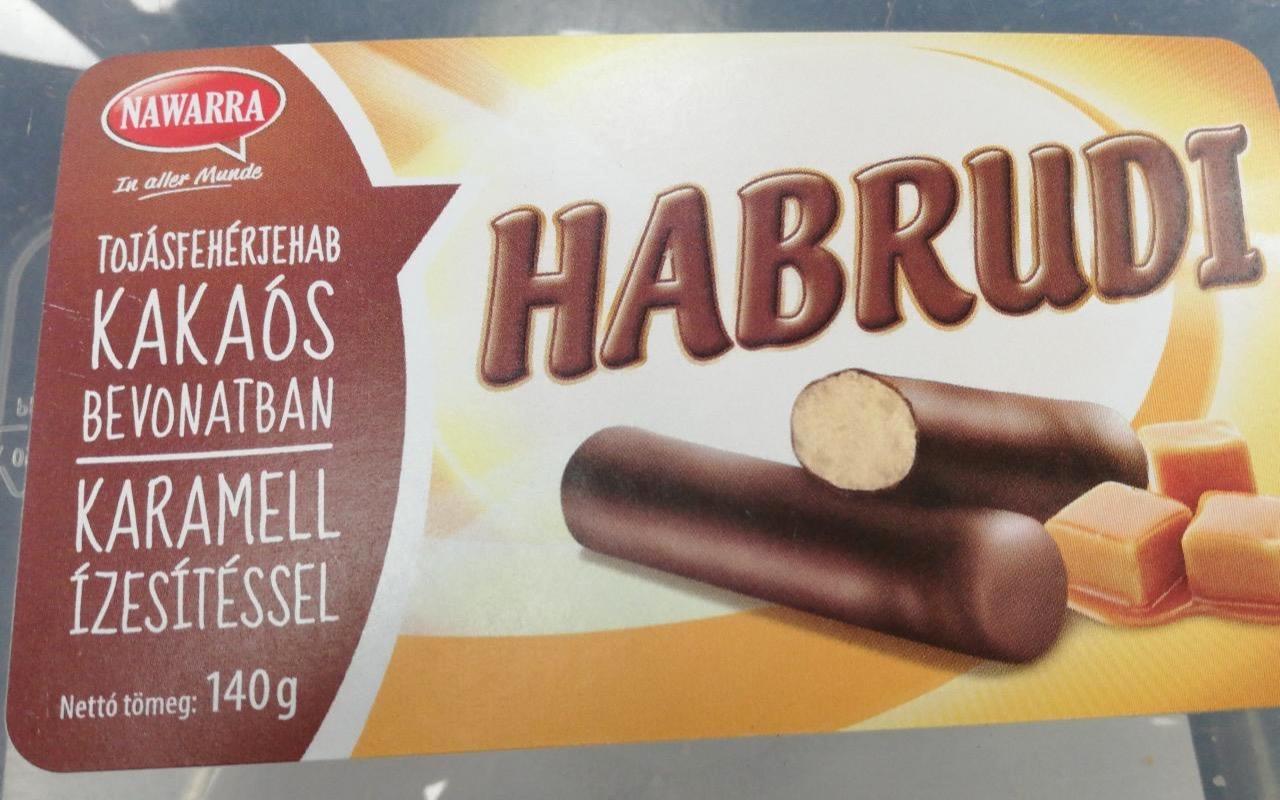 NAWARRA
In aller Munde
TOJÁSFEHÉRJEHAB
KAKAÓS
BEVONATBAN
KARAMELL
ÍZESÍTÉSSEL
Nettó tömeg: 140 g
HABRUDI